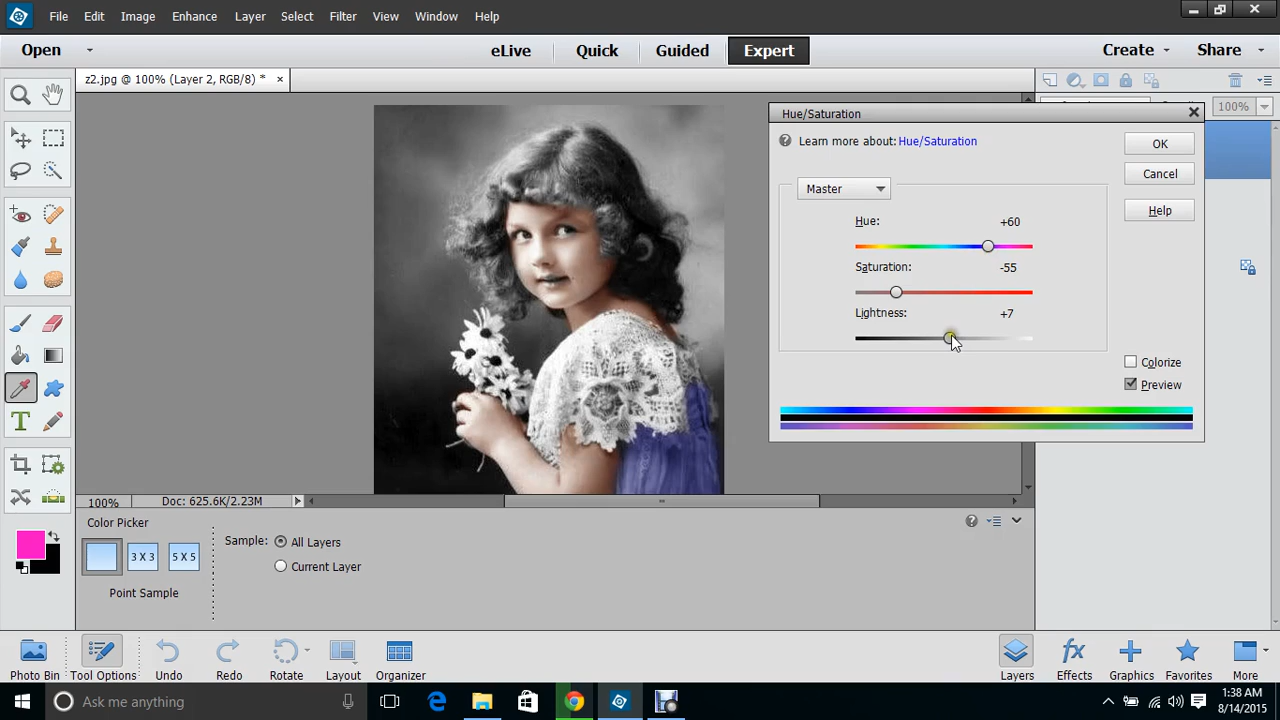 File Edit Image Enhance Layer Select Filter View Window Help
Open eLive Quick Guided Expert Create Share
z2.jpg @ 100% (Layer 2, RGB/8) * ×
100%
Hue/Saturation
Learn more about: Hue/Saturation
OK
Cancel
Help
Master
Hue: +60
Saturation: -55
Lightness: +7
Colorize
Preview
100% Doc: 625.6K/2.23M
Color Picker
Sample: All Layers
3 X 3 5 X 5
Current Layer
Point Sample
Photo Bin Tool Options Undo Redo Rotate Layout Organizer Layers Effects Graphics Favorites More
Ask me anything
1:38 AM
8/14/2015